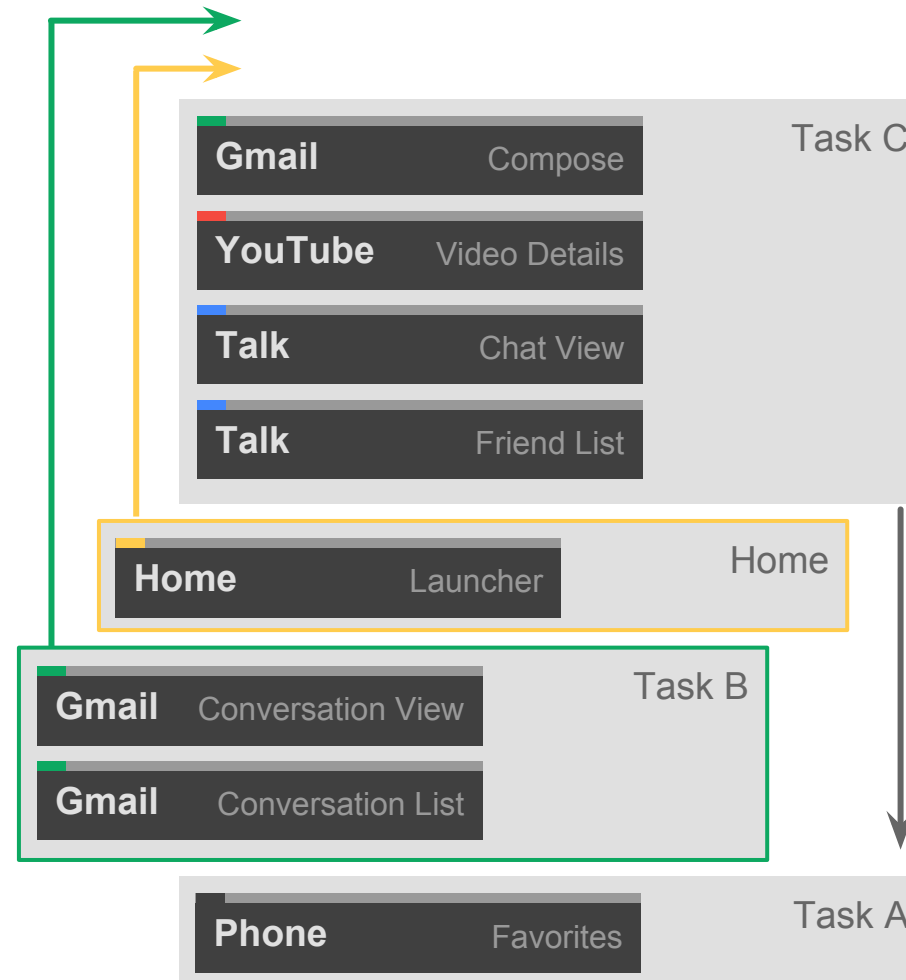 Task C
Gmail Compose
YouTube Video Details
Talk Chat View
Talk Friend List
Home
Home Launcher
Task B
Gmail Conversation View
Gmail Conversation List
Task A
Phone Favorites